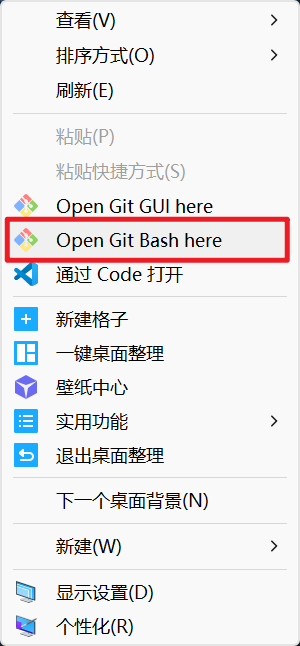 查看(V)
排序方式(O)
刷新(E)
粘贴(P)
粘贴快捷方式(S)
Open Git GUI here
Open Git Bash here
通过 Code 打开
新建格子
一键桌面整理
壁纸中心
实用功能
退出桌面整理
下一个桌面背景(N)
新建(W)
显示设置(D)
个性化(R)